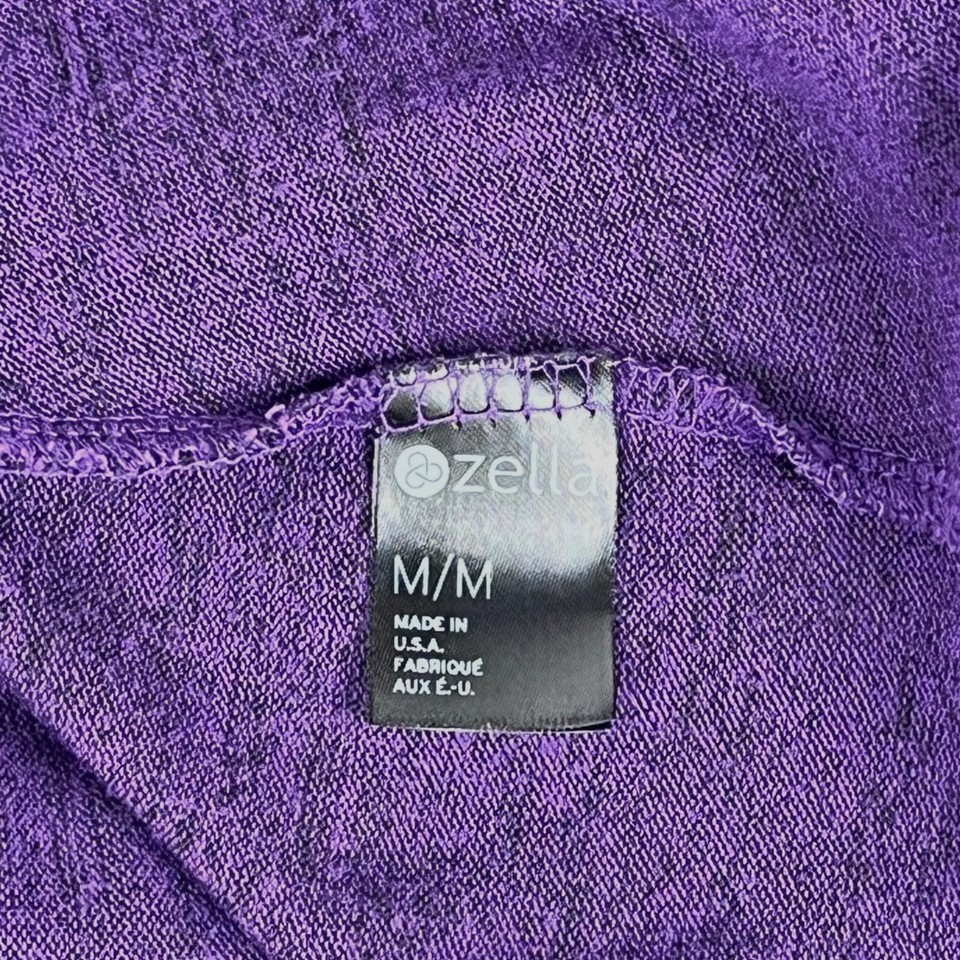 zella
M/M
MADE IN
U.S.A.
FABRIQUÉ
AUX É.-U.